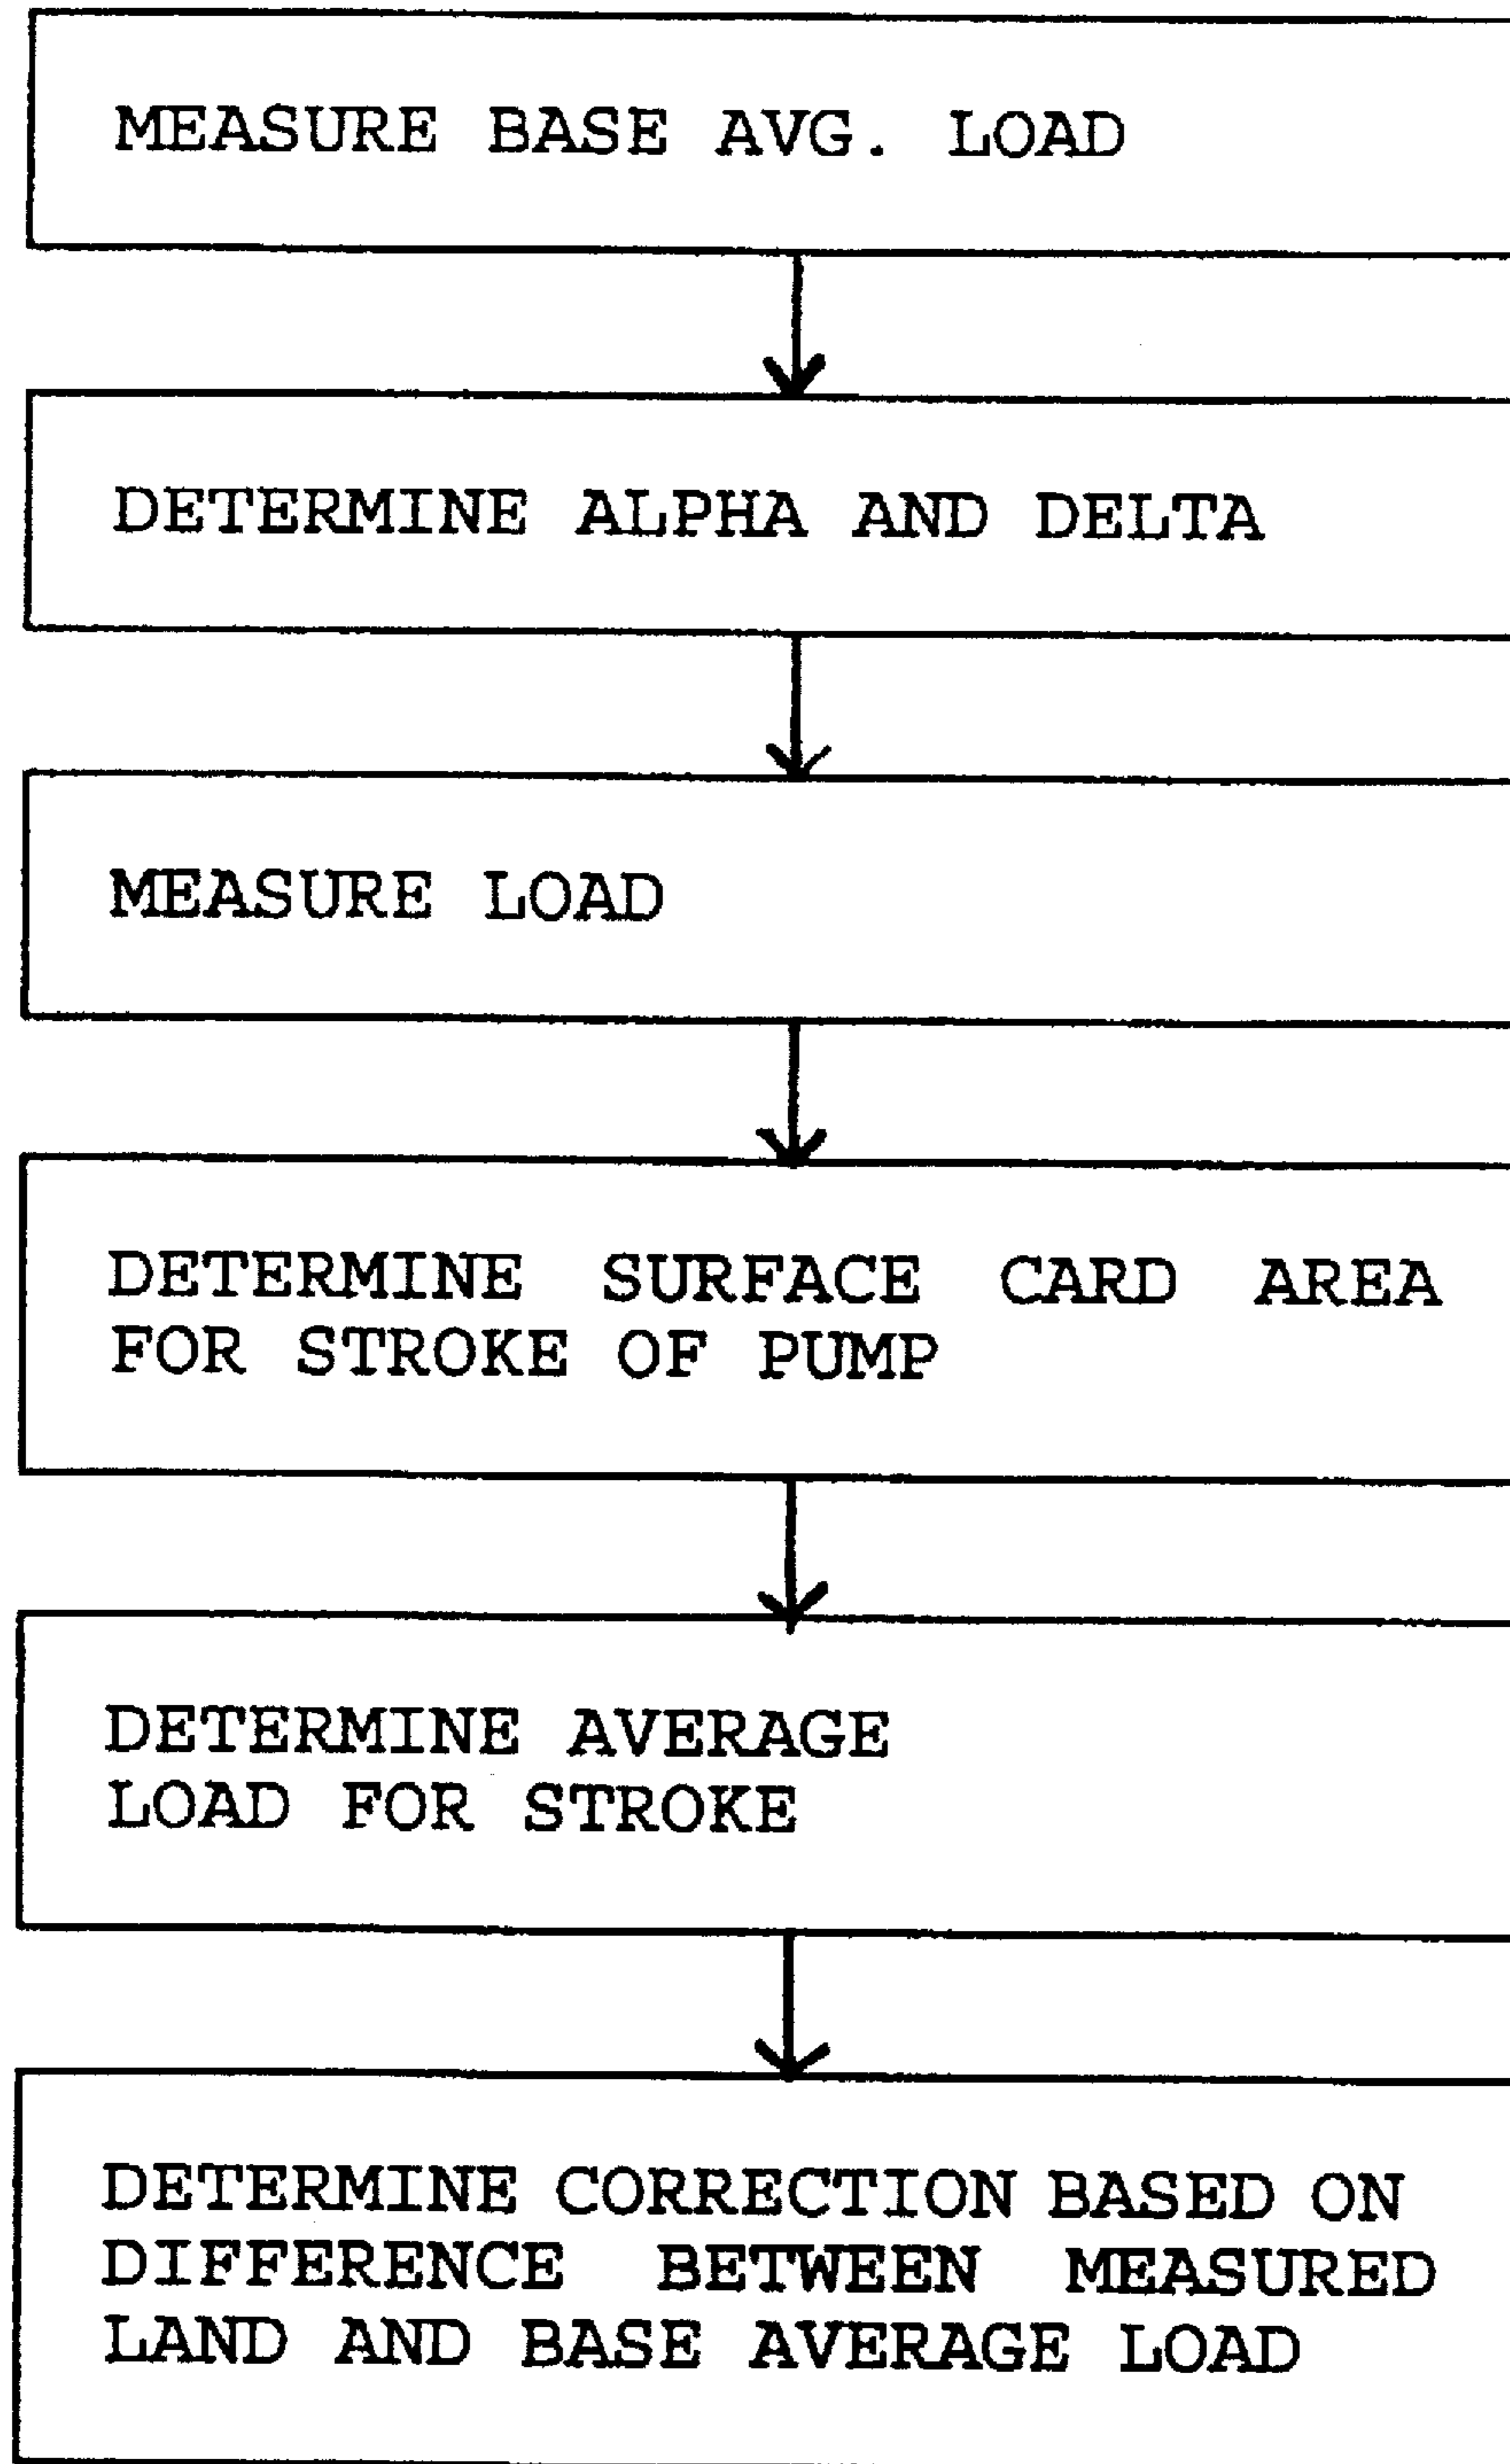 MEASURE BASE AVG. LOAD
DETERMINE ALPHA AND DELTA
MEASURE LOAD
DETERMINE SURFACE CARD AREA
FOR STROKE OF PUMP
DETERMINE AVERAGE
LOAD FOR STROKE
DETERMINE CORRECTION BASED ON
DIFFERENCE BETWEEN MEASURED
LAND AND BASE AVERAGE LOAD